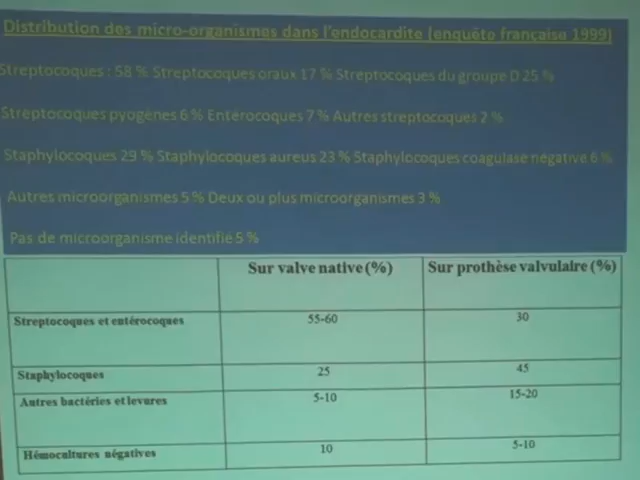 Distribution des micro-organismes dans l'endocardite (enquête française 1999)
Streptocoques : 58 % Streptocoques oraux 17 % Streptocoques du groupe D 25 %
Streptocoques pyogènes 6 % Entérocoques 7 % Autres streptocoques 2 %
Staphylocoques 29 % Staphylocoques aureus 23 % Staphylocoques coagulase négative 6 %
Autres microorganismes 5 % Deux ou plus microorganismes 3 %
Pas de microorganisme identifié 5 %
Sur valve native (%) Sur prothèse valvulaire (%)
Streptocoques et entérocoques 55-60 30
Staphylocoques 25 45
Autres bactéries et levures 5-10 15-20
Hémocultures négatives 10 5-10